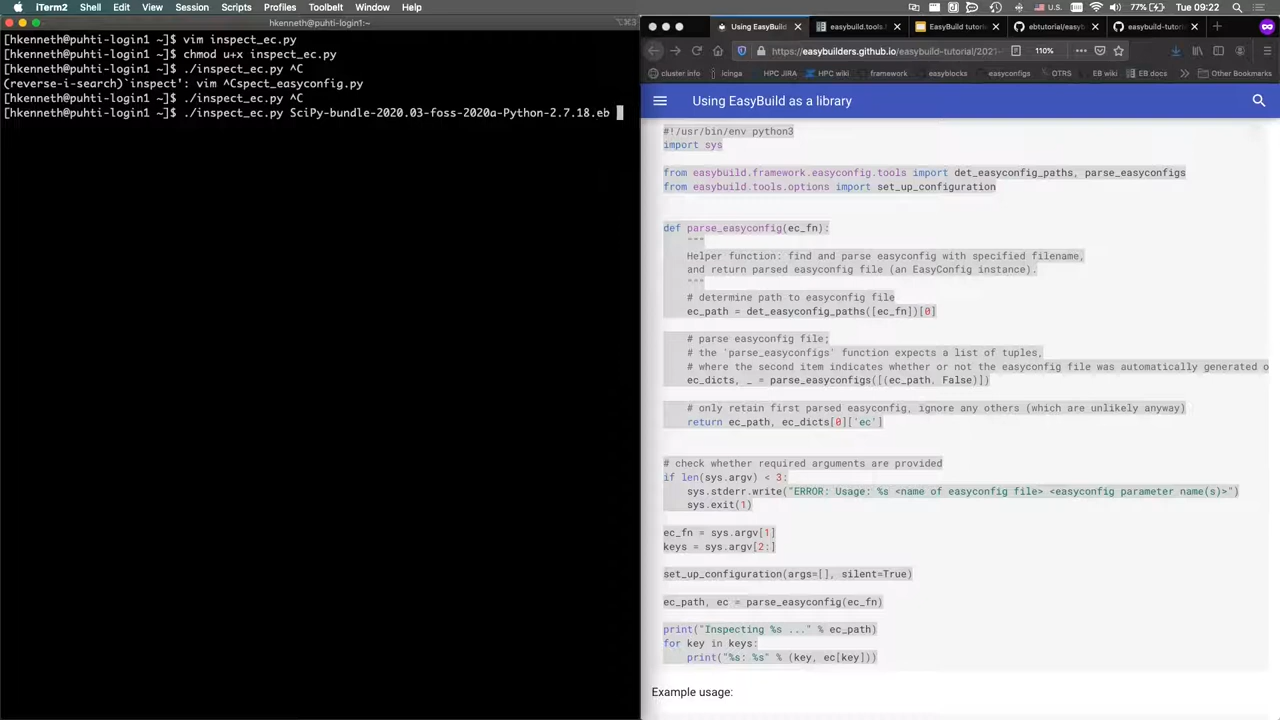 iTerm2 Shell Edit View Session Scripts Profiles Toolbelt Window Help
U.S. 77% Tue 09:22
hkenneth@puhti-login1:~
⌥⌘3
[hkenneth@puhti-login1 ~]$ vim inspect_ec.py
[hkenneth@puhti-login1 ~]$ chmod u+x inspect_ec.py
[hkenneth@puhti-login1 ~]$ ./inspect_ec.py ^C
(reverse-i-search)`inspect': vim ^Cspect_easyconfig.py
[hkenneth@puhti-login1 ~]$ ./inspect_ec.py ^C
[hkenneth@puhti-login1 ~]$ ./inspect_ec.py SciPy-bundle-2020.03-foss-2020a-Python-2.7.18.eb
Using EasyBuild easybuild.tools. EasyBuild tutori ebtutorial/easyb easybuild-tutori
https://easybuilders.github.io/easybuild-tutorial/2021- 110%
cluster info icinga HPC JIRA HPC wiki framework easyblocks easyconfigs OTRS EB wiki EB docs Other Bookmarks
Using EasyBuild as a library
#!/usr/bin/env python3
import sys
from easybuild.framework.easyconfig.tools import det_easyconfig_paths, parse_easyconfigs
from easybuild.tools.options import set_up_configuration
def parse_easyconfig(ec_fn):
"""
Helper function: find and parse easyconfig with specified filename,
and return parsed easyconfig file (an EasyConfig instance).
"""
# determine path to easyconfig file
ec_path = det_easyconfig_paths([ec_fn])[0]
# parse easyconfig file;
# the `parse_easyconfigs` function expects a list of tuples,
# where the second item indicates whether or not the easyconfig file was automatically generated o
ec_dicts, _ = parse_easyconfigs([(ec_path, False)])
# only retain first parsed easyconfig, ignore any others (which are unlikely anyway)
return ec_path, ec_dicts[0]['ec']
# check whether required arguments are provided
if len(sys.argv) < 3:
sys.stderr.write("ERROR: Usage: %s <name of easyconfig file> <easyconfig parameter name(s)>")
sys.exit(1)
ec_fn = sys.argv[1]
keys = sys.argv[2:]
set_up_configuration(args=[], silent=True)
ec_path, ec = parse_easyconfig(ec_fn)
print("Inspecting %s ..." % ec_path)
for key in keys:
print("%s: %s" % (key, ec[key]))
Example usage: